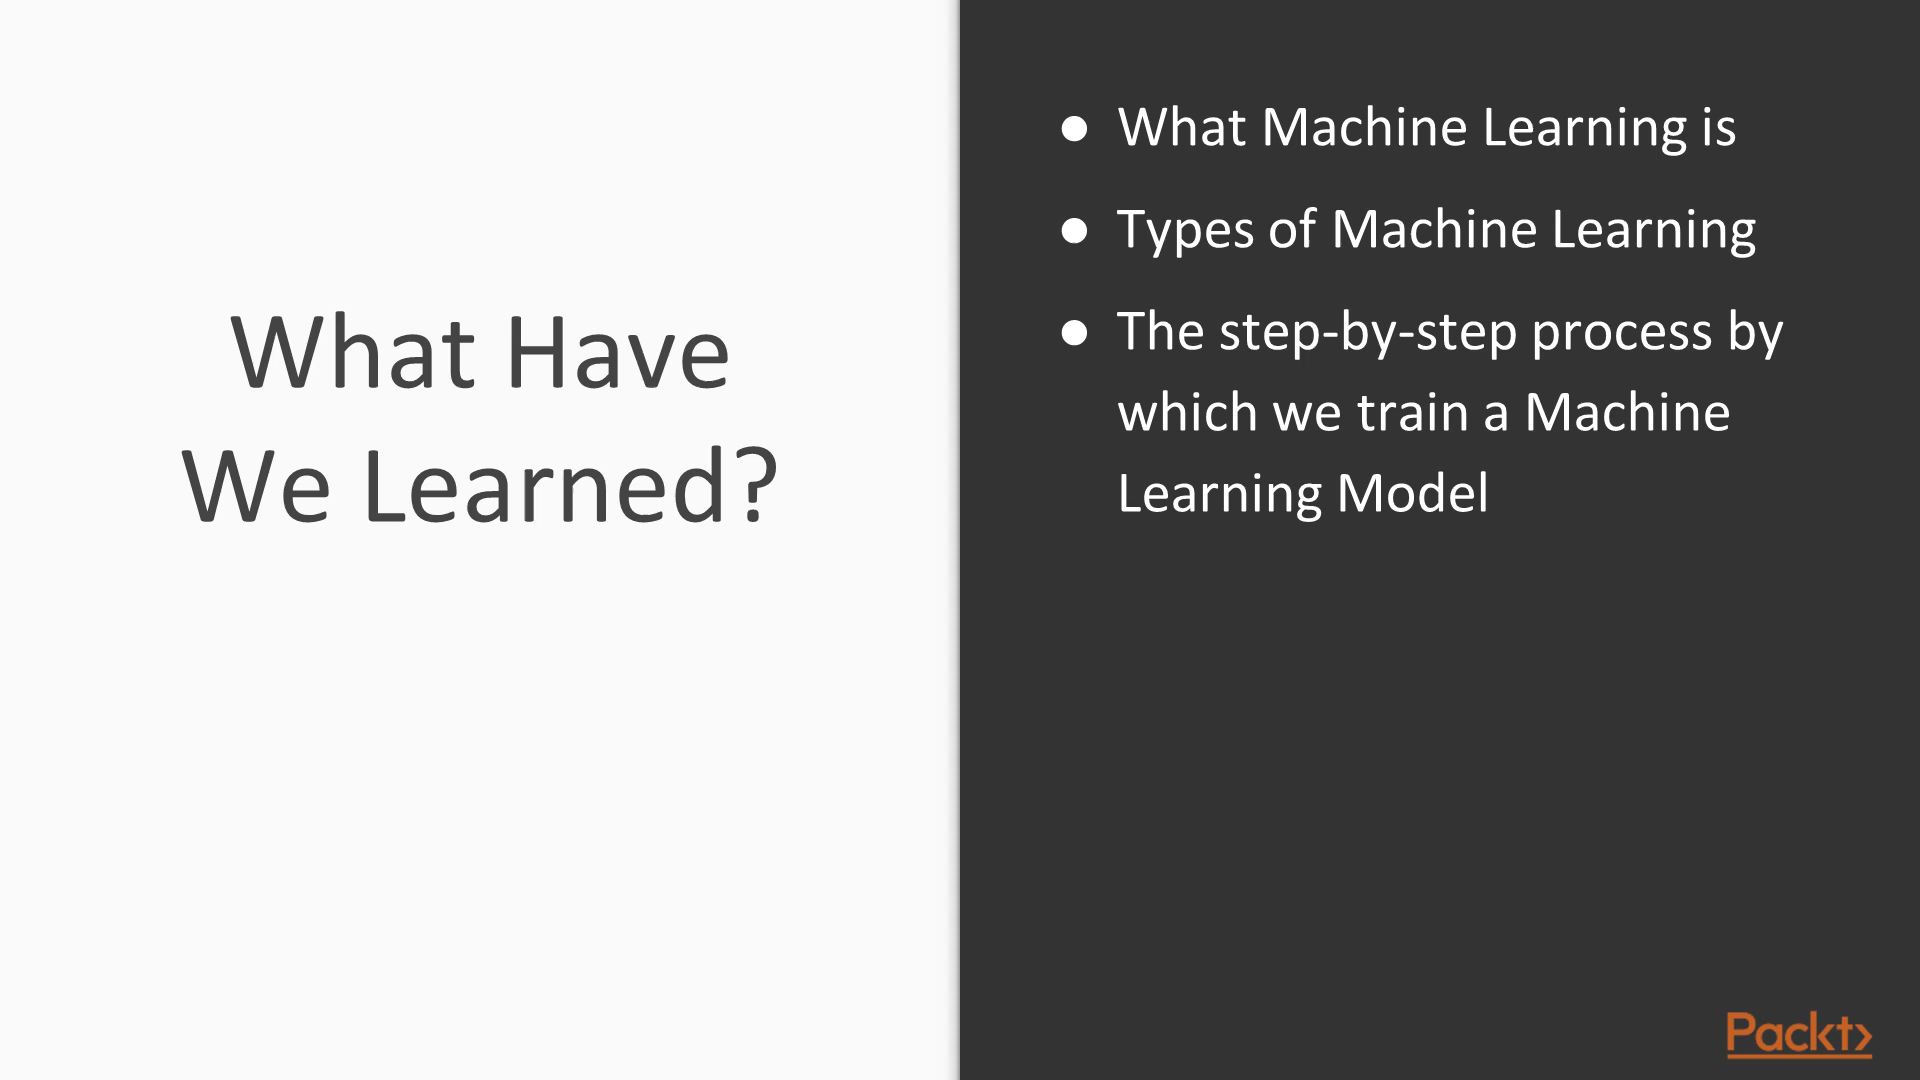 What Have
We Learned?
● What Machine Learning is
● Types of Machine Learning
● The step-by-step process by
which we train a Machine
Learning Model
Packt>